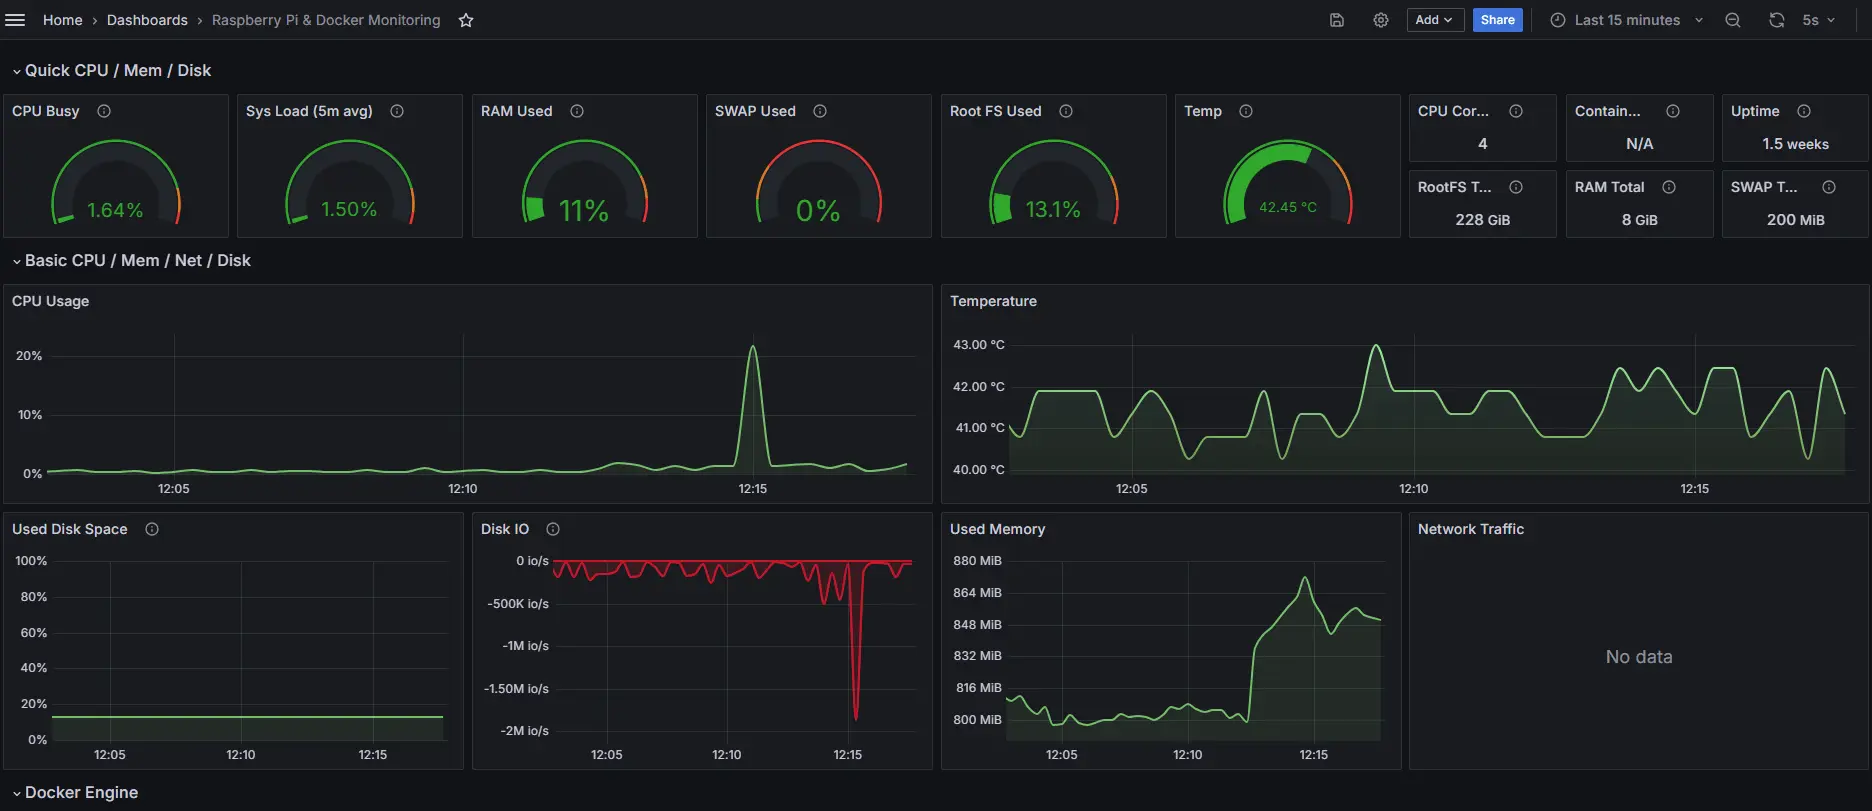 Home › Dashboards › Raspberry Pi & Docker Monitoring
Add
Share
Last 15 minutes
5s
Quick CPU / Mem / Disk
CPU Busy
1.64%
Sys Load (5m avg)
1.50%
RAM Used
11%
SWAP Used
0%
Root FS Used
13.1%
Temp
42.45 °C
CPU Cor...
4
Contain...
N/A
Uptime
1.5 weeks
RootFS T...
228 GiB
RAM Total
8 GiB
SWAP T...
200 MiB
Basic CPU / Mem / Net / Disk
CPU Usage
20%
10%
0%
12:05
12:10
12:15
Temperature
43.00 °C
42.00 °C
41.00 °C
40.00 °C
12:05
12:10
12:15
Used Disk Space
100%
80%
60%
40%
20%
0%
12:05
12:10
12:15
Disk IO
0 io/s
-500K io/s
-1M io/s
-1.50M io/s
-2M io/s
12:05
12:10
12:15
Used Memory
880 MiB
864 MiB
848 MiB
832 MiB
816 MiB
800 MiB
12:05
12:10
12:15
Network Traffic
No data
Docker Engine